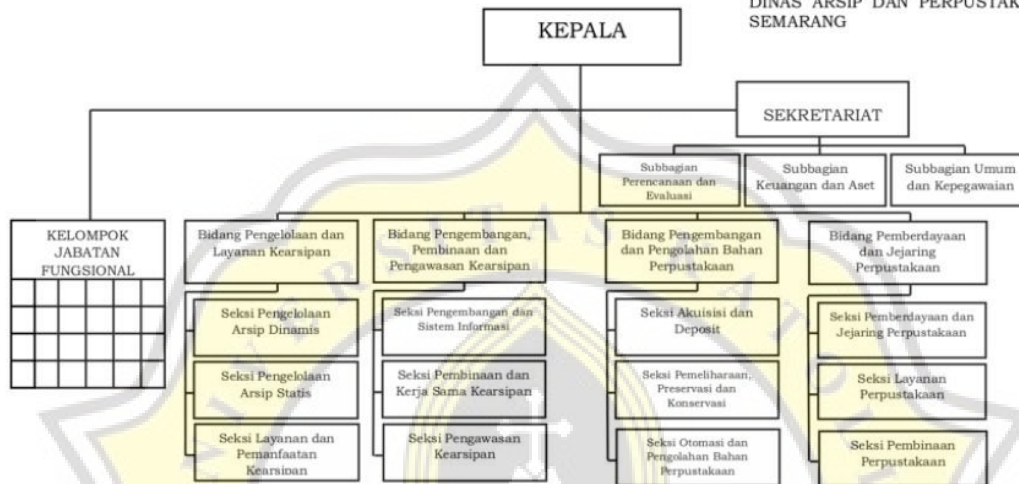 DINAS ARSIP DAN
SEMARANG
KEPALA
SEKRETARIAT
Subbagian
Perencanaan dan
Evaluasi
Subbagian
Keuangan dan Aset
Subbagian Umum
dan Kepegawaian
KELOMPOK
JABATAN
FUNGSIONAL
Bidang Pengelolaan dan
Layanan Kearsipan
Bidang Pengembangan,
Pembinaan dan
Pengawasan Kearsipan
Bidang Pengembangan
dan Pengolahan Bahan
Perpustakaan
Bidang Pemberdayaan
dan Jejaring
Perpustakaan
Seksi Pengelolaan
Arsip Dinamis
Seksi Pengembangan dan
Sistem Informasi
Seksi Akuisisi dan
Deposit
Seksi Pemberdayaan dan
Jejaring Perpustakaan
Seksi Pengelolaan
Arsip Statis
Seksi Pembinaan dan
Kerja Sama Kearsipan
Seksi Pemeliharaan,
Preservasi dan
Konservasi
Seksi Layanan
Perpustakaan
Seksi Layanan dan
Pemanfaatan
Kearsipan
Seksi Pengawasan
Kearsipan
Seksi Otomasi dan
Pengolahan Bahan
Perpustakaan
Seksi Pembinaan
Perpustakaan
UNIVERSITAS KATOL